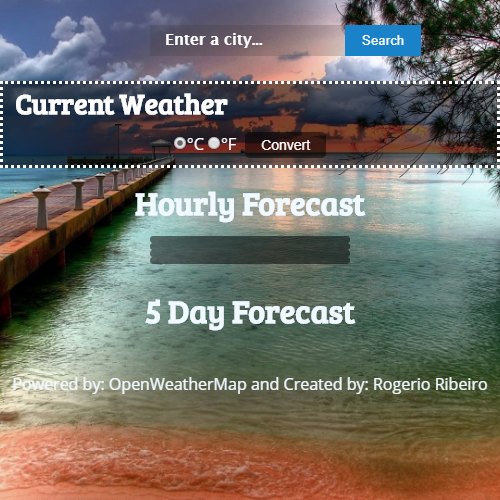 Enter a city...
Search
Current Weather
°C °F Convert
Hourly Forecast
5 Day Forecast
Powered by: OpenWeatherMap and Created by: Rogerio Ribeiro